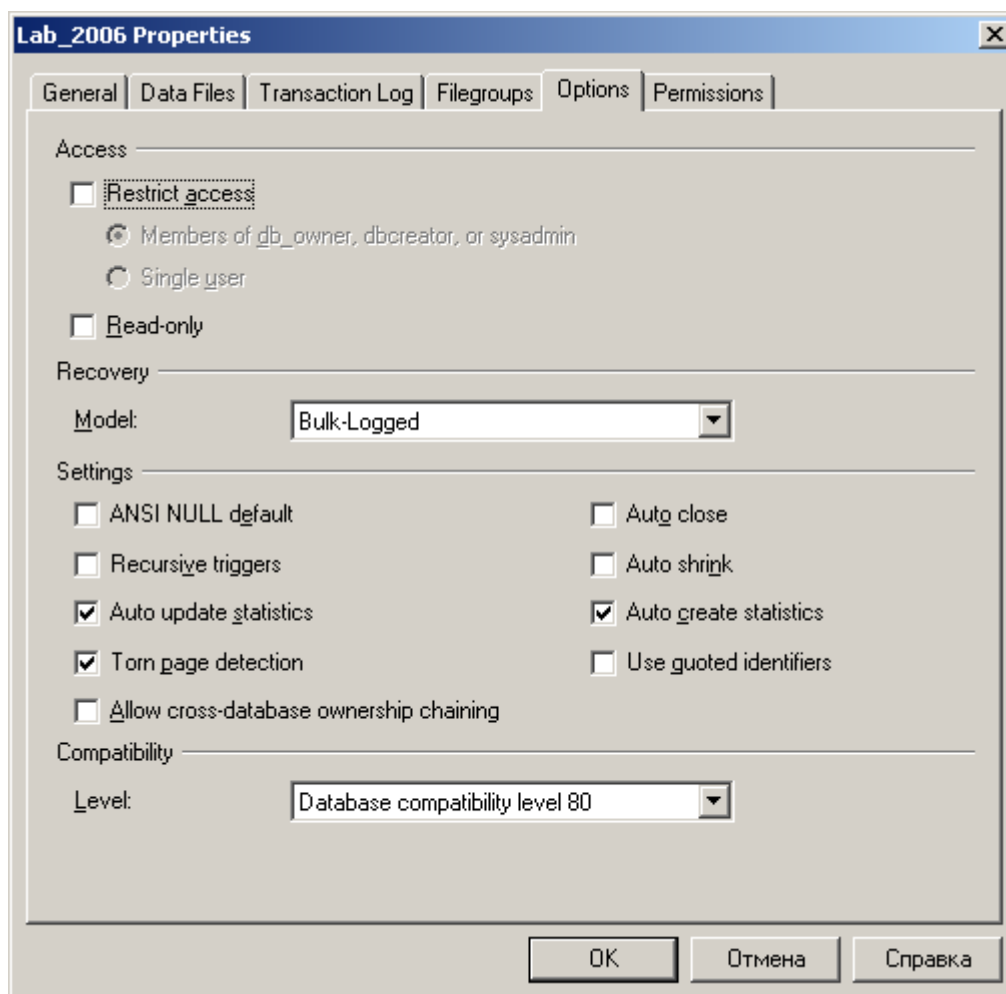 Lab_2006 Properties
General Data Files Transaction Log Filegroups Options Permissions
Access
Restrict access
Members of db_owner, dbcreator, or sysadmin
Single user
Read-only
Recovery
Model: Bulk-Logged
Settings
ANSI NULL default Auto close
Recursive triggers Auto shrink
Auto update statistics Auto create statistics
Torn page detection Use quoted identifiers
Allow cross-database ownership chaining
Compatibility
Level: Database compatibility level 80
OK Отмена Справка